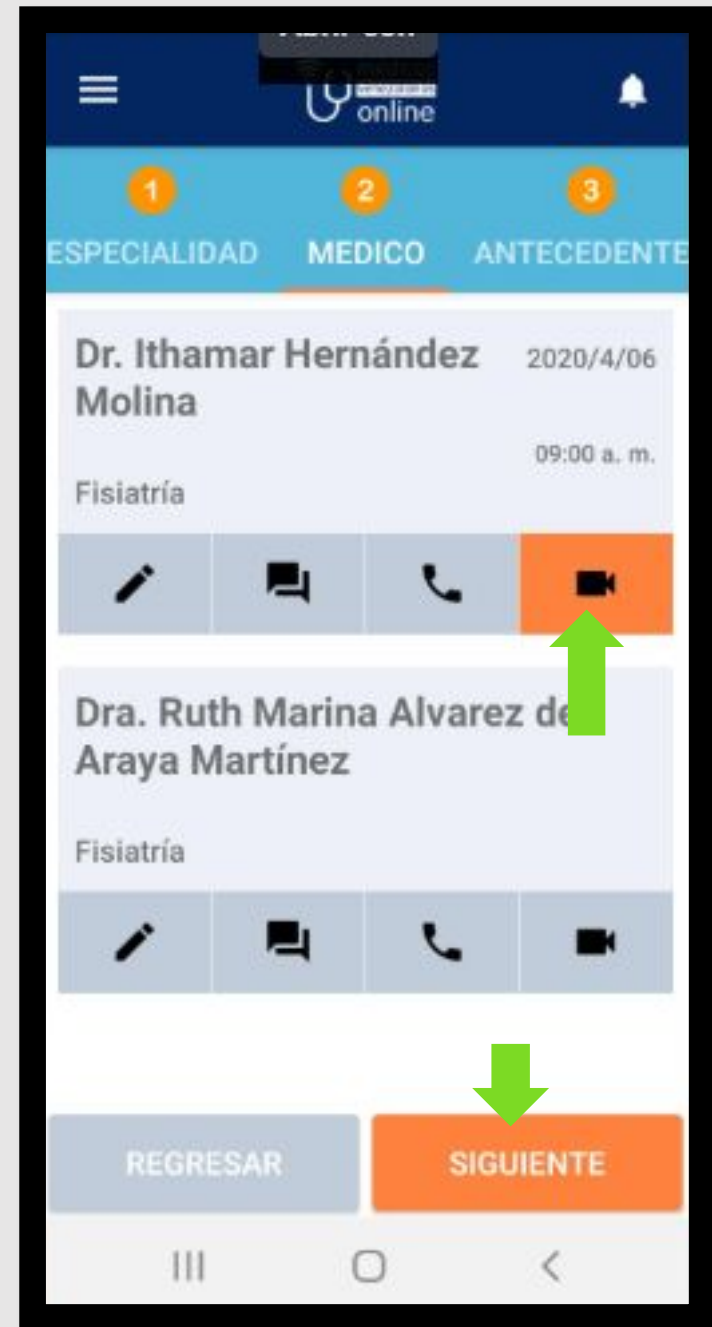 online
1 2 3
ESPECIALIDAD MEDICO ANTECEDENTE
Dr. Ithamar Hernández 2020/4/06
Molina
09:00 a. m.
Fisiatría
Dra. Ruth Marina Alvarez de
Araya Martínez
Fisiatría
REGRESAR SIGUIENTE